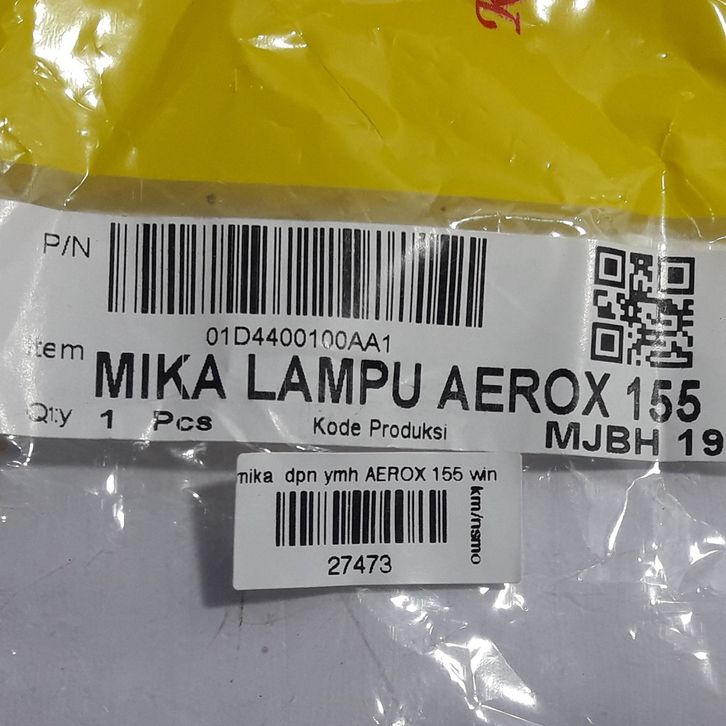 P/N
01D4400100AA1
Item MIKA LAMPU AEROX 155
Qty 1 Pcs Kode Produksi MJBH 19
mika dpn ymh AEROX 155 win
km/nsmo
27473